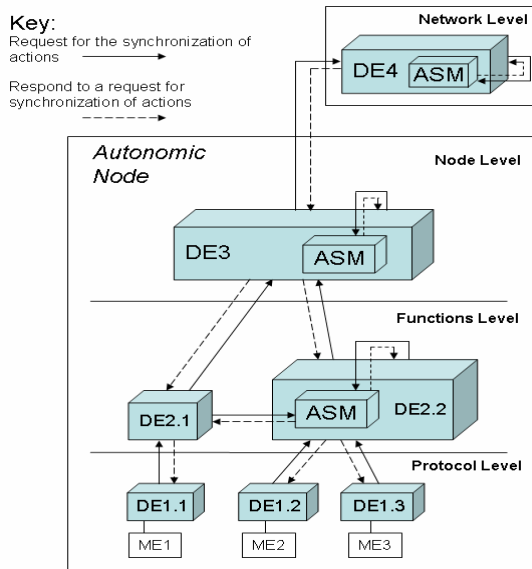 Key:
Request for the synchronization of
actions
Respond to a request for
synchronization of actions
Network Level
DE4
ASM
Autonomic
Node
Node Level
DE3
ASM
Functions Level
DE2.1
ASM
DE2.2
Protocol Level
DE1.1
DE1.2
DE1.3
ME1
ME2
ME3